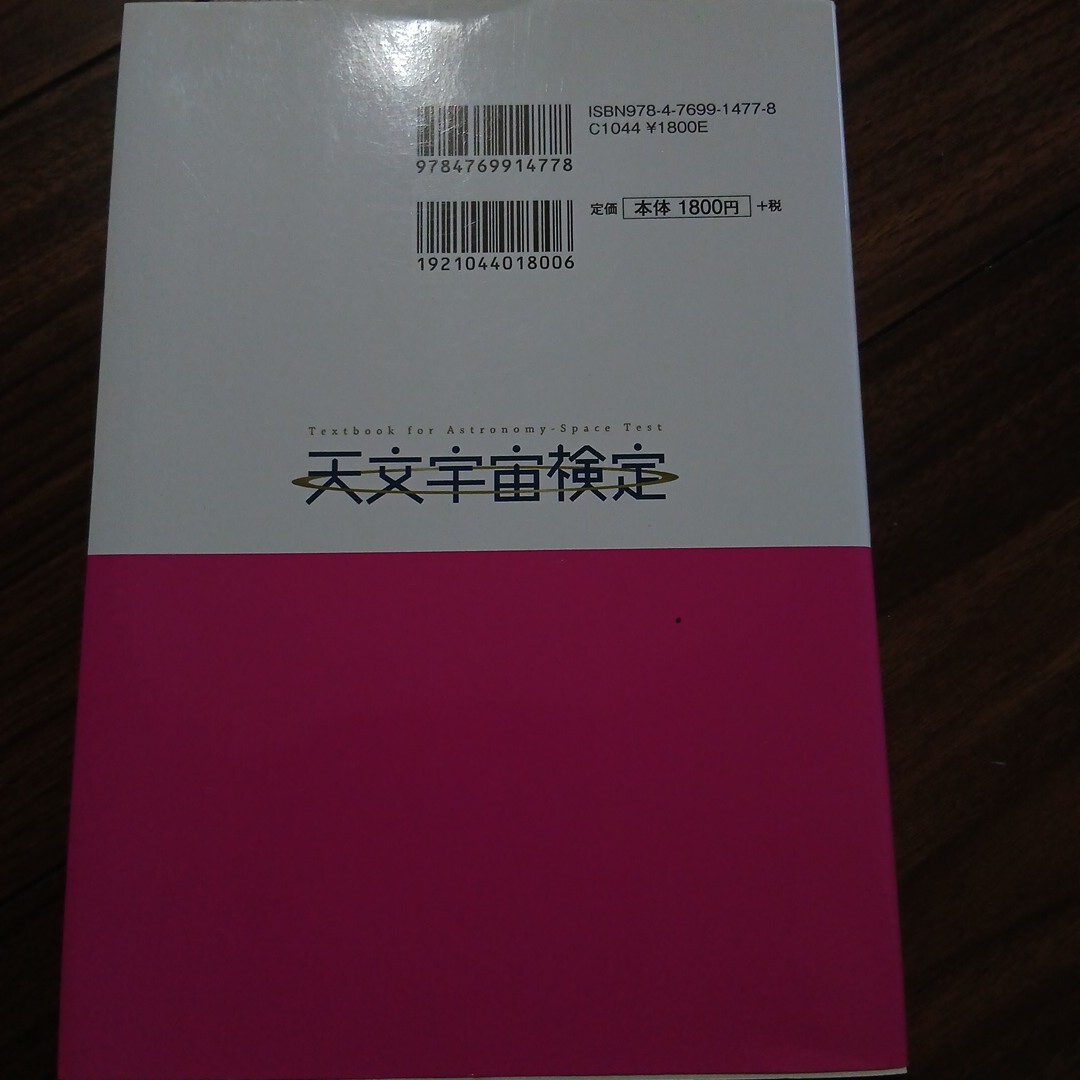 ISBN978-4-7699-1477-8
C1044 ¥1800E
9784769914778
定価 本体 1800円 +税
1921044018006
Textbook for Astronomy-Space Test
天文宇宙検定